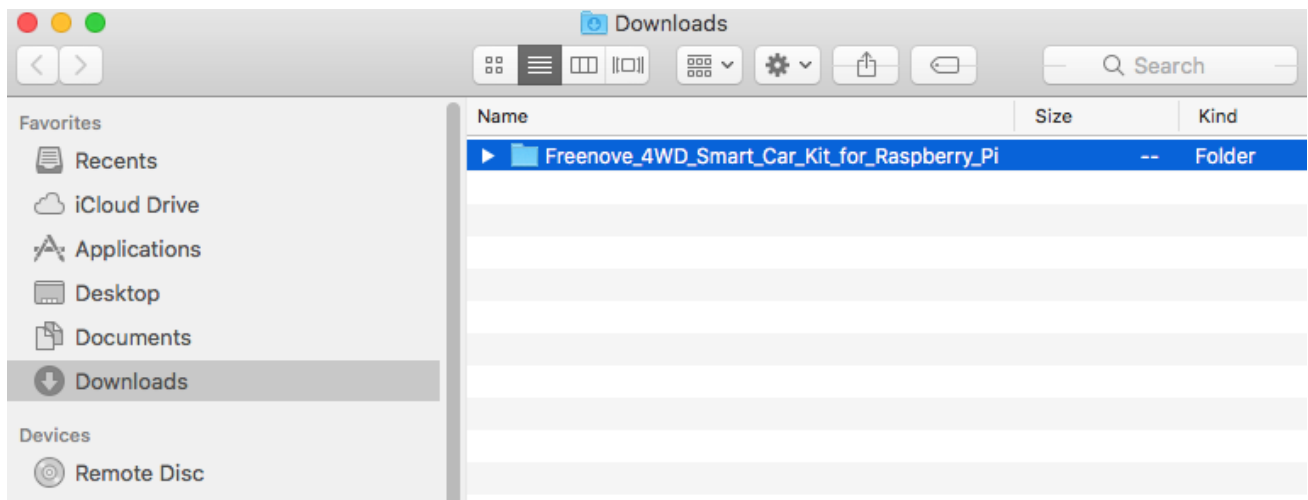 Downloads
Search
Favorites
Recents
iCloud Drive
Applications
Desktop
Documents
Downloads
Devices
Remote Disc
Name Size Kind
Freenove_4WD_Smart_Car_Kit_for_Raspberry_Pi -- Folder